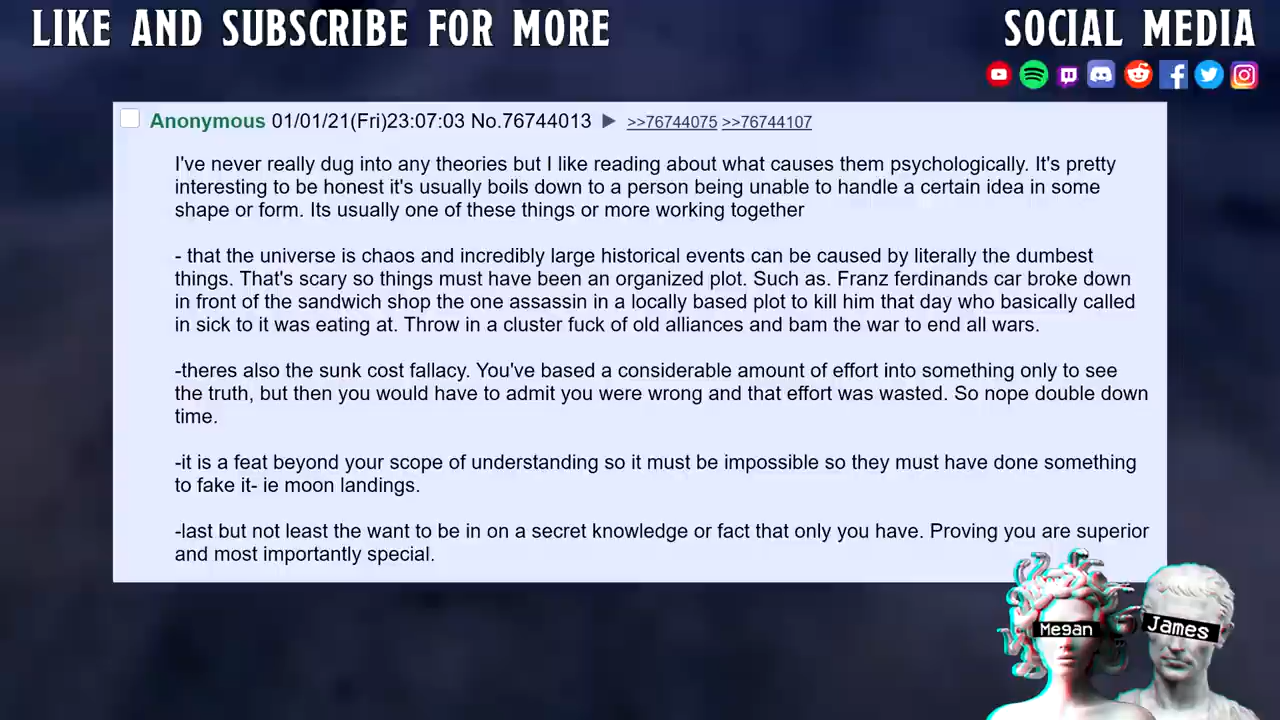 LIKE AND SUBSCRIBE FOR MORE
SOCIAL MEDIA
Anonymous 01/01/21(Fri)23:07:03 No.76744013 ▶ >>76744075 >>76744107
I've never really dug into any theories but I like reading about what causes them psychologically. It's pretty
interesting to be honest it's usually boils down to a person being unable to handle a certain idea in some
shape or form. Its usually one of these things or more working together
- that the universe is chaos and incredibly large historical events can be caused by literally the dumbest
things. That's scary so things must have been an organized plot. Such as. Franz ferdinands car broke down
in front of the sandwich shop the one assassin in a locally based plot to kill him that day who basically called
in sick to it was eating at. Throw in a cluster fuck of old alliances and bam the war to end all wars.
-theres also the sunk cost fallacy. You've based a considerable amount of effort into something only to see
the truth, but then you would have to admit you were wrong and that effort was wasted. So nope double down
time.
-it is a feat beyond your scope of understanding so it must be impossible so they must have done something
to fake it- ie moon landings.
-last but not least the want to be in on a secret knowledge or fact that only you have. Proving you are superior
and most importantly special.
Megan
James